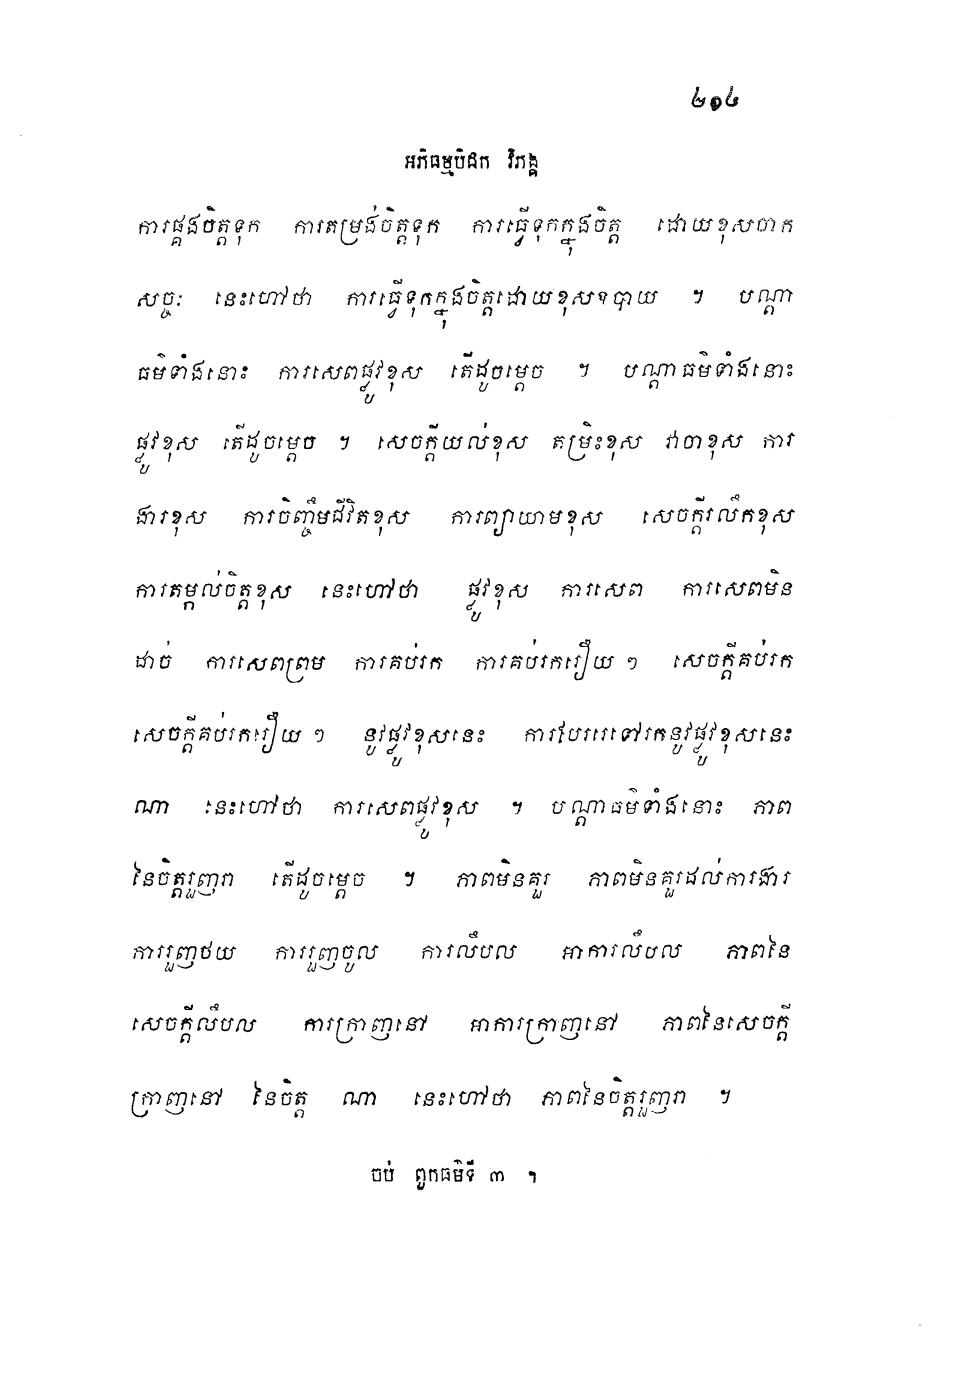 ២១៤
អភិធម្មបិដក វិភង្គ
ការផ្គងចិត្តទុក ការតម្រង់ចិត្តទុក ការធ្វើទុកក្នុងចិត្ត ដោយខុសចាក
សច្ចៈ នេះហៅថា ការធ្វើទុកក្នុងចិត្តដោយខុសឧបាយ ។ បណ្តា
ធម៌ទាំងនោះ ការសេពផ្លូវខុស តើដូចម្តេច ។ បណ្តាធម៌ទាំងនោះ
ផ្លូវខុស តើដូចម្តេច ។ សេចក្តីយល់ខុស តម្រិះខុស វាចាខុស ការ
ងារខុស ការចិញ្ចឹមជីវិតខុស ការព្យាយាមខុស សេចក្តីរលឹកខុស
ការតម្កល់ចិត្តខុស នេះហៅថា ផ្លូវខុស ការសេព ការសេពមិន
ដាច់ ការសេពព្រម ការគប់រក ការគប់រករឿយ ៗ សេចក្តីគប់រក
សេចក្តីគប់រករឿយ ៗ នូវផ្លូវខុសនេះ ការបែរទៅរកនូវផ្លូវខុសនេះ
ណា នេះហៅថា ការសេពផ្លូវខុស ។ បណ្តាធម៌ទាំងនោះ ភាព
នៃចិត្តរួញរា តើដូចម្តេច ។ ភាពមិនគួរ ភាពមិនគួរដល់ការងារ
ការរួញថយ ការរួញចូល ការលឹបល អាការលឹបល ភាពនៃ
សេចក្តីលឹបល ការក្រាញនៅ អាការក្រាញនៅ ភាពនៃសេចក្តី
ក្រាញនៅ នៃចិត្ត ណា នេះហៅថា ភាពនៃចិត្តរួញរា ។
ចប់ ពួកធម៌ទី ៣ ។